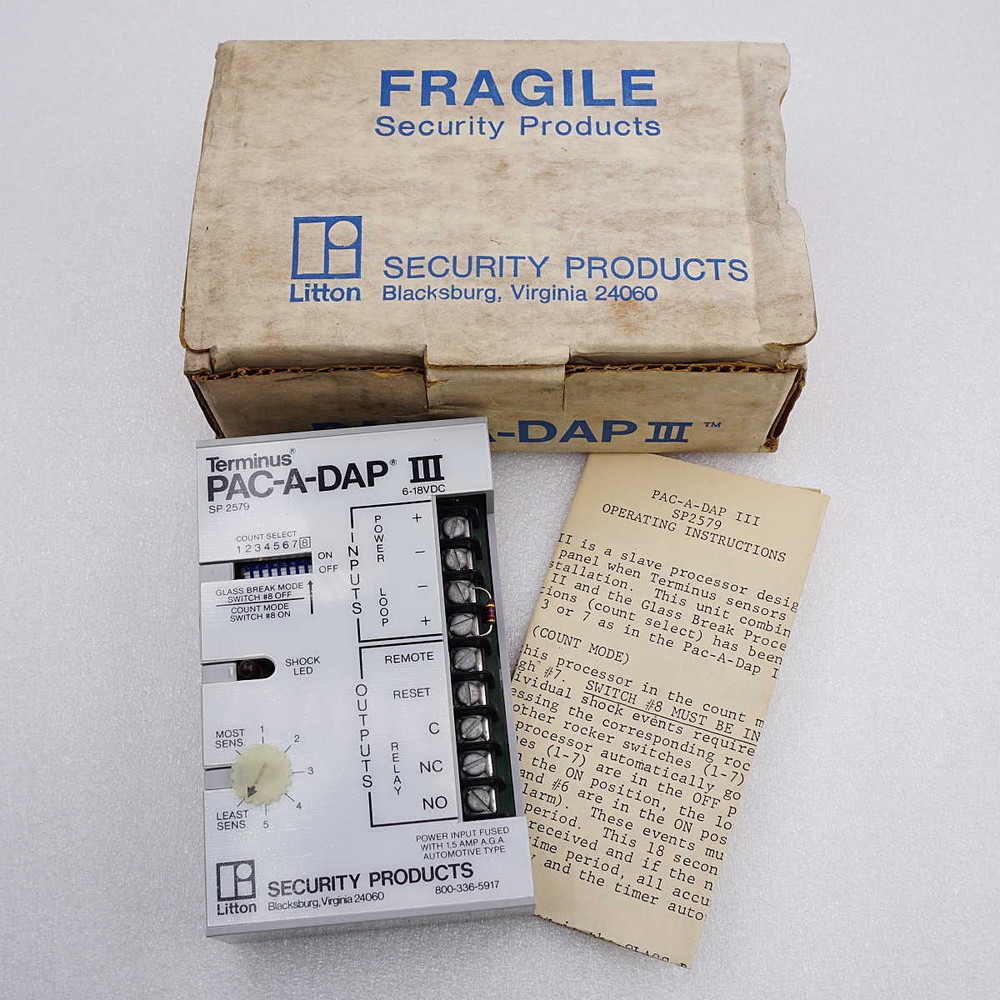 FRAGILE
Security Products
Litton
SECURITY PRODUCTS
Blacksburg, Virginia 24060
-A-DAP III ™
Terminus®
PAC-A-DAP® III
SP 2579
6-18VDC
COUNT SELECT
1 2 3 4 5 6 7 8
ON
OFF
GLASS BREAK MODE
SWITCH #8 OFF
COUNT MODE
SWITCH #8 ON
SHOCK
LED
MOST
SENS.
1
2
3
4
5
LEAST
SENS.
INPUTS
POWER
+
−
LOOP
−
+
OUTPUTS
REMOTE
RESET
RELAY
C
NC
NO
POWER INPUT FUSED
WITH 1.5 AMP A.G.A.
AUTOMOTIVE TYPE
Litton
SECURITY PRODUCTS
Blacksburg, Virginia 24060
800-336-5917
PAC-A-DAP III
SP2579
OPERATING INSTRUCTIONS
II is a slave processor desig
panel when Terminus sensors
stallation. This unit combin
II and the Glass Break Proce
ions (count select) has been
3 or 7 as in the Pac-A-Dap I
(COUNT MODE)
his processor in the count m
gh #7. SWITCH #8 MUST BE IN
ividual shock events require
essing the corresponding roc
other rocker switches (1-7)
processor automatically go
es (1-7) are in the OFF P
n the ON position, the lo
and #6 are in the ON pos
larm). These events mu
period. This 18 secon
received and if the n
ime period, all accu
and the timer auto